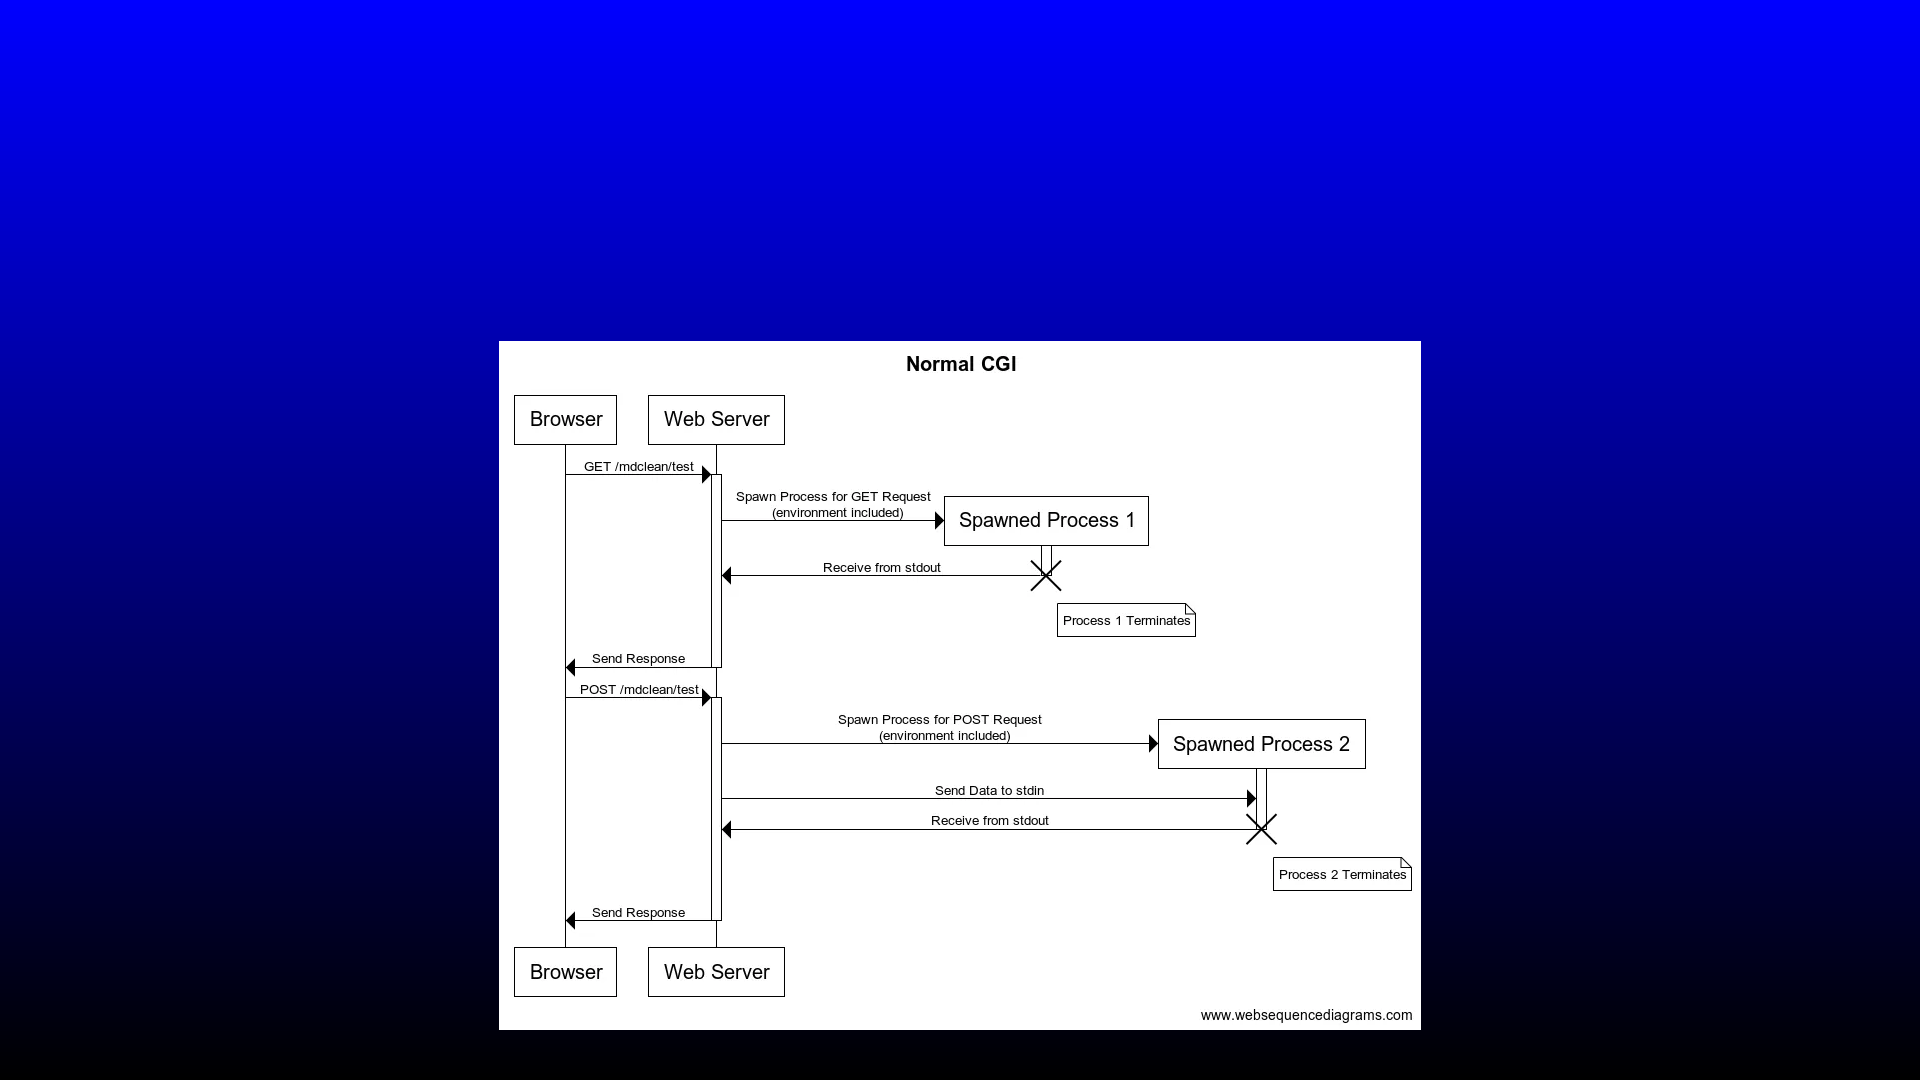 Normal CGI
Browser
Web Server
GET /mdclean/test
Spawn Process for GET Request
(environment included)
Spawned Process 1
Receive from stdout
Process 1 Terminates
Send Response
POST /mdclean/test
Spawn Process for POST Request
(environment included)
Spawned Process 2
Send Data to stdin
Receive from stdout
Process 2 Terminates
Send Response
Browser
Web Server
www.websequencediagrams.com